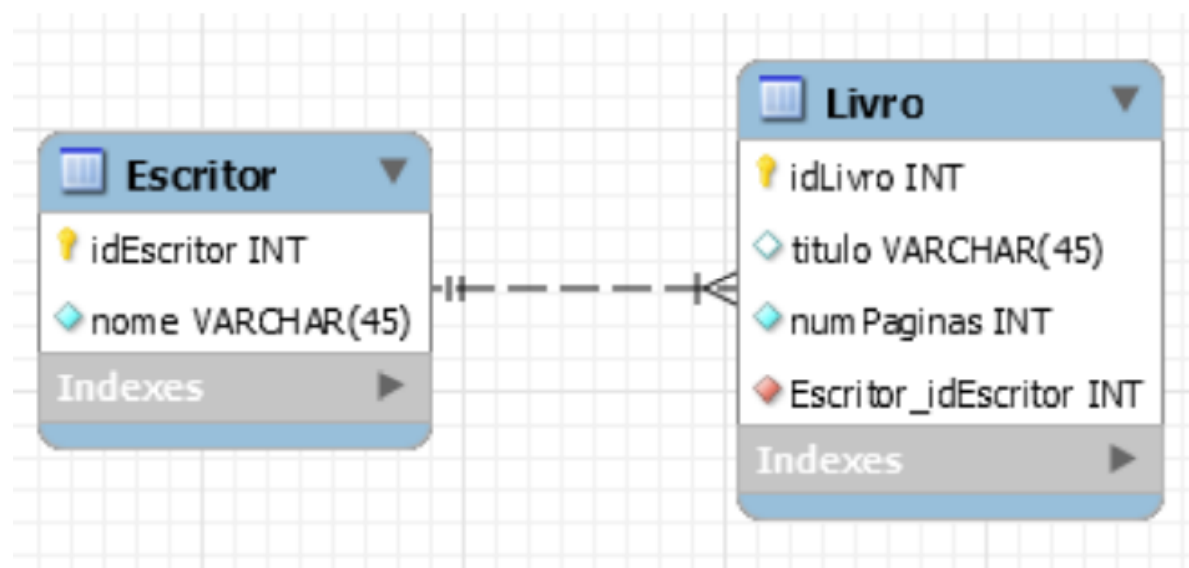 Escritor
idEscritor INT
nome VARCHAR(45)
Indexes
Livro
idLivro INT
titulo VARCHAR(45)
numPaginas INT
Escritor_idEscritor INT
Indexes